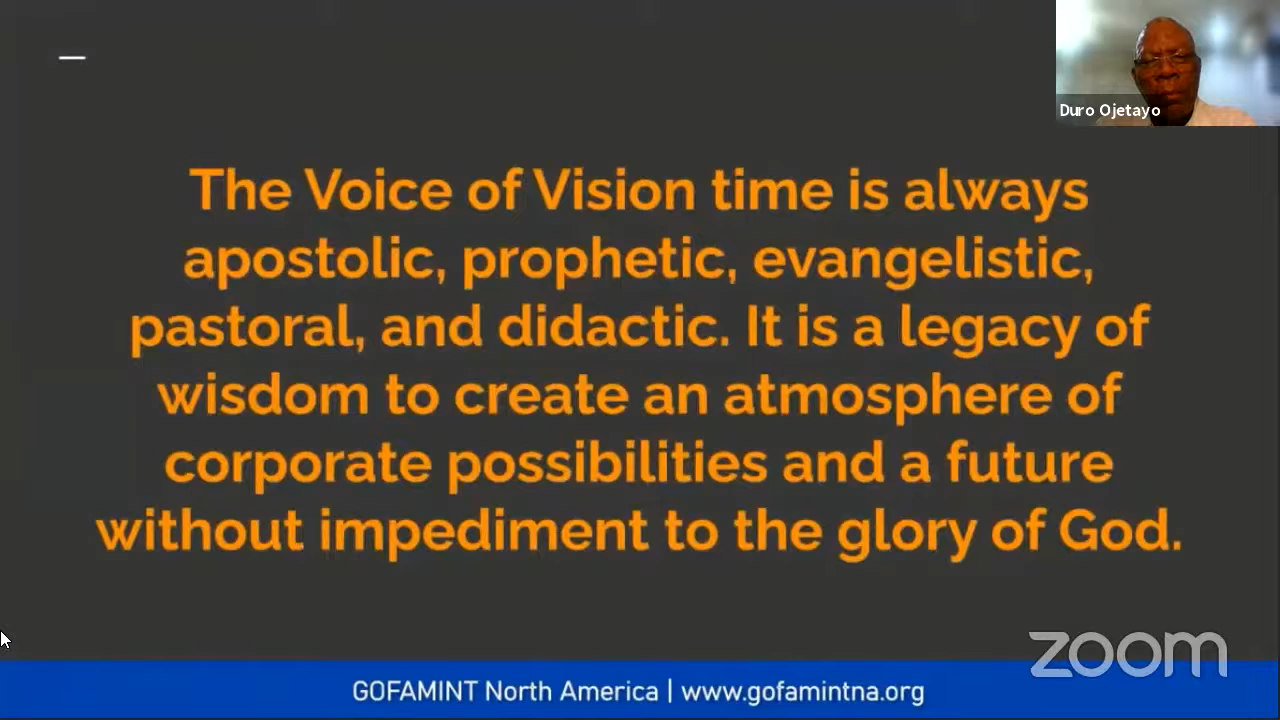 Duro Ojetayo
The Voice of Vision time is always
apostolic, prophetic, evangelistic,
pastoral, and didactic. It is a legacy of
wisdom to create an atmosphere of
corporate possibilities and a future
without impediment to the glory of God.
zoom
GOFAMINT North America | www.gofamintna.org